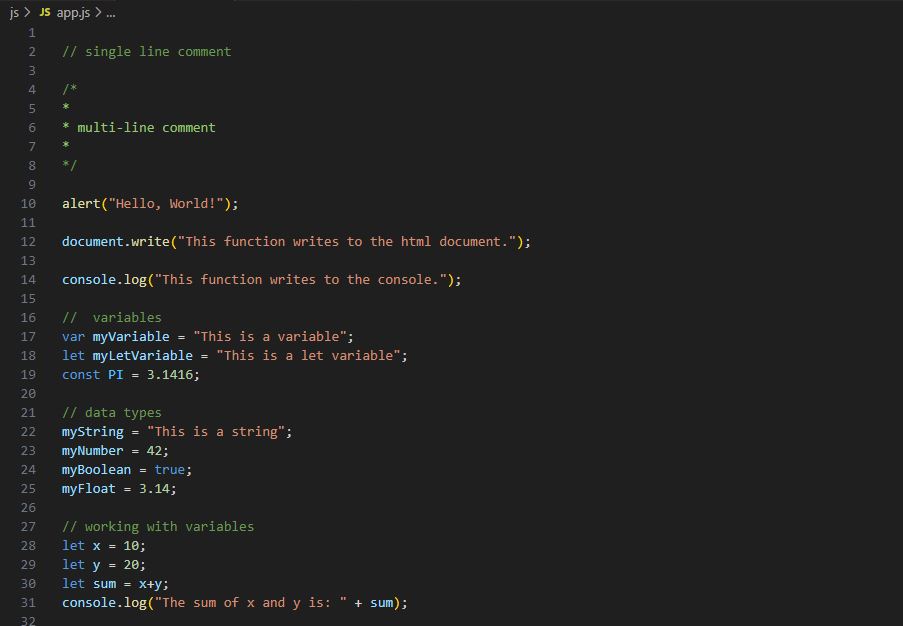 js > JS app.js > ...
1
2 // single line comment
3
4 /*
5 *
6 * multi-line comment
7 *
8 */
9
10 alert("Hello, World!");
11
12 document.write("This function writes to the html document.");
13
14 console.log("This function writes to the console.");
15
16 //  variables
17 var myVariable = "This is a variable";
18 let myLetVariable = "This is a let variable";
19 const PI = 3.1416;
20
21 // data types
22 myString = "This is a string";
23 myNumber = 42;
24 myBoolean = true;
25 myFloat = 3.14;
26
27 // working with variables
28 let x = 10;
29 let y = 20;
30 let sum = x+y;
31 console.log("The sum of x and y is: " + sum);
32